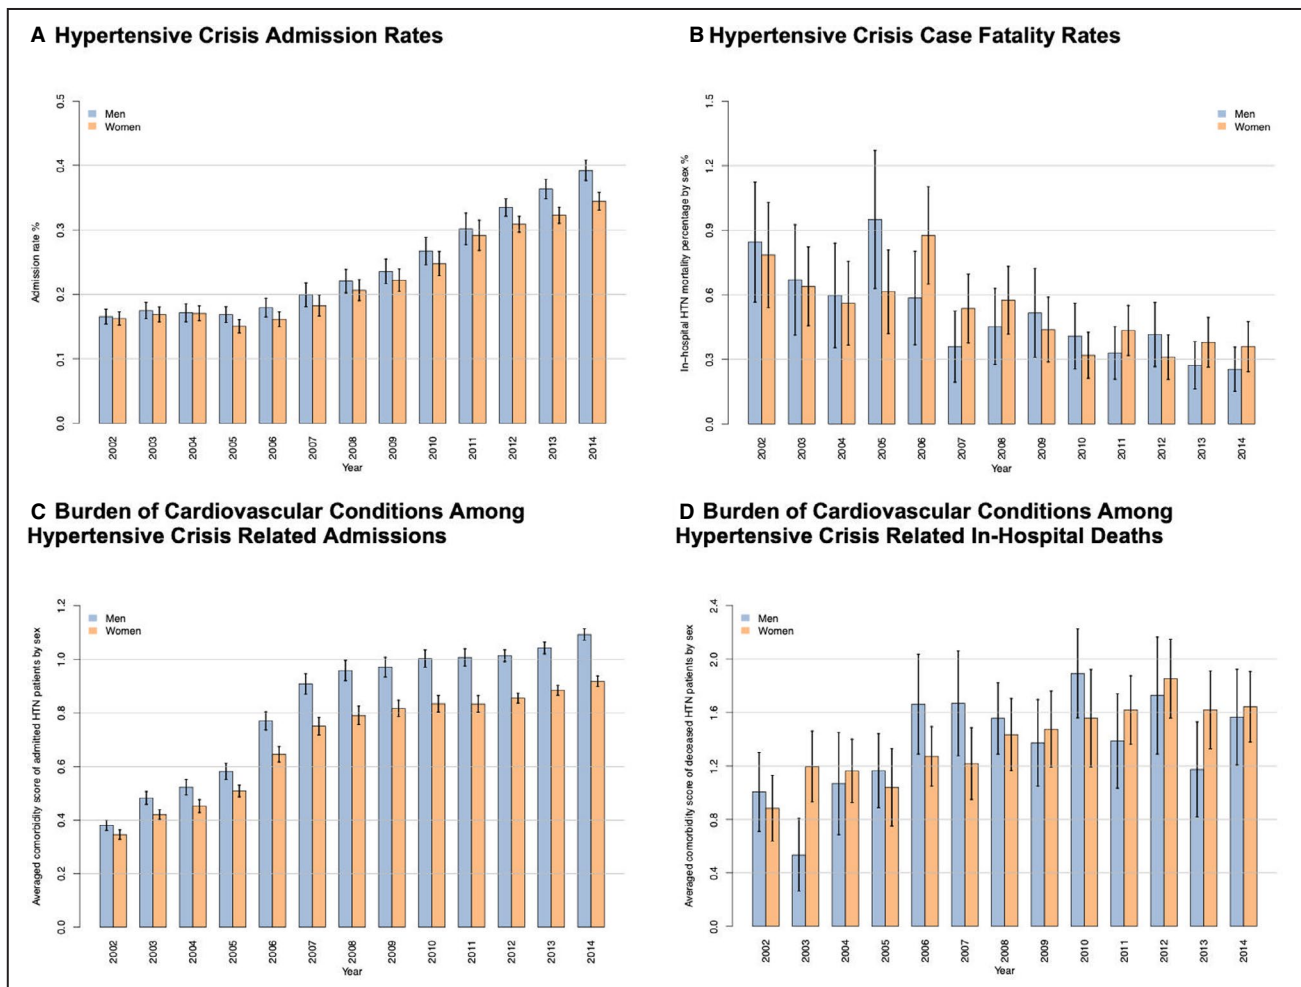 A Hypertensive Crisis Admission Rates
0.5
0.4
0.3
0.2
0.1
0.0
Admission rate %
Men
Women
2002 2003 2004 2005 2006 2007 2008 2009 2010 2011 2012 2013 2014
Year
B Hypertensive Crisis Case Fatality Rates
1.5
1.2
0.9
0.6
0.3
0.0
In-hospital HTN mortality percentage by sex %
Men
Women
2002 2003 2004 2005 2006 2007 2008 2009 2010 2011 2012 2013 2014
Year
C Burden of Cardiovascular Conditions Among
Hypertensive Crisis Related Admissions
1.2
1.0
0.8
0.6
0.4
0.2
0.0
Averaged comorbidity score of admitted HTN patients by sex
Men
Women
2002 2003 2004 2005 2006 2007 2008 2009 2010 2011 2012 2013 2014
Year
D Burden of Cardiovascular Conditions Among
Hypertensive Crisis Related In-Hospital Deaths
2.4
2.0
1.6
1.2
0.8
0.4
0.0
Averaged comorbidity score of deceased HTN patients by sex
Men
Women
2002 2003 2004 2005 2006 2007 2008 2009 2010 2011 2012 2013 2014
Year